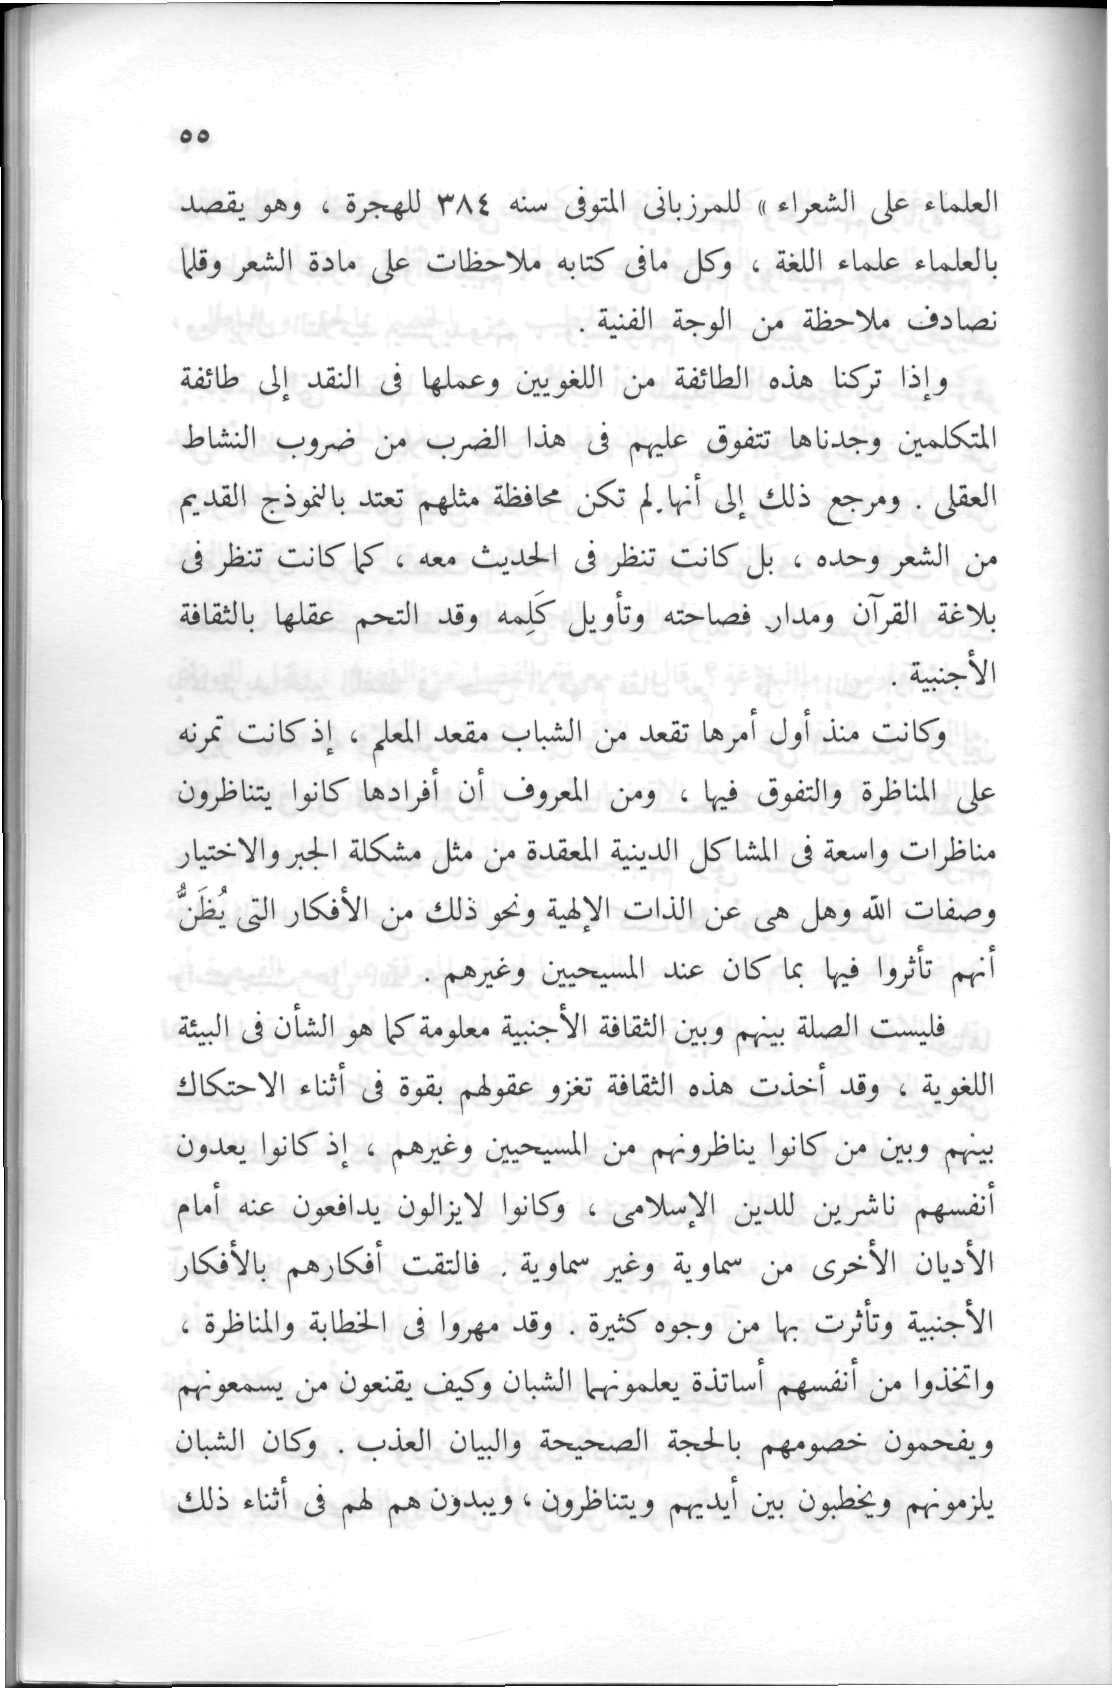 ٥٥
العلماء على الشعراء » للمرزبانى المتوفى سنه ٣٨٤ للهجرة ، وهو يقصد
بالعلماء علماء اللغة ، وكل مافى كتابه ملاحظات على مادة الشعر وقلما
نصادف ملاحظة من الوجة الفنية .
وإذا تركنا هذه الطائفة من اللغويين وعملها فى النقد إلى طائفة
المتكلمين وجدناها تتفوق عليهم فى هذا الضرب من ضروب النشاط
العقلى . ومرجع ذلك إلى أنها لم تكن محافظة مثلهم تعتد بالنموذج القديم
من الشعر وحده ، بل كانت تنظر فى الحديث معه ، كما كانت تنظر فى
بلاغة القرآن ومدار فصاحته وتأويل كَلِمه وقد التحم عقلها بالثقافة
الأجنبية .
وكانت منذ أول أمرها تقعد من الشباب مقعد المعلم ، إذ كانت تمرنه
على المناظرة والتفوق فيها ، ومن المعروف أن أفرادها كانوا يتناظرون
مناظرات واسعة فى المشاكل الدينية المعقدة من مثل مشكلة الجبر والاختيار
وصفات الله وهل هى عن الذات الإلهية ونحو ذلك من الأفكار التى يُظَنُّ
أنهم تأثروا فيها بما كان عند المسيحيين وغيرهم .
فليست الصلة بينهم وبين الثقافة الأجنبية معلومة كما هو الشأن فى البيئة
اللغوية ، وقد أخذت هذه الثقافة تغزو عقولهم بقوة فى أثناء الاحتكاك
بينهم وبين من كانوا يناظرونهم من المسيحيين وغيرهم ، إذ كانوا يعدون
أنفسهم ناشرين للدين الإسلامى ، وكانوا لايزالون يدافعون عنه أمام
الأديان الأخرى من سماوية وغير سماوية . فالتقت أفكارهم بالأفكار
الأجنبية وتأثرت بها من وجوه كثيرة . وقد مهروا فى الخطابة والمناظرة ،
واتخذوا من أنفسهم أساتذة يعلمونهما الشبان وكيف يقنعون من يسمعونهم
ويفحمون خصومهم بالحجة الصحيحة والبيان العذب . وكان الشبان
يلزمونهم ويخطبون بين أيديهم ويتناظرون ، ويبدون هم لهم فى أثناء ذلك